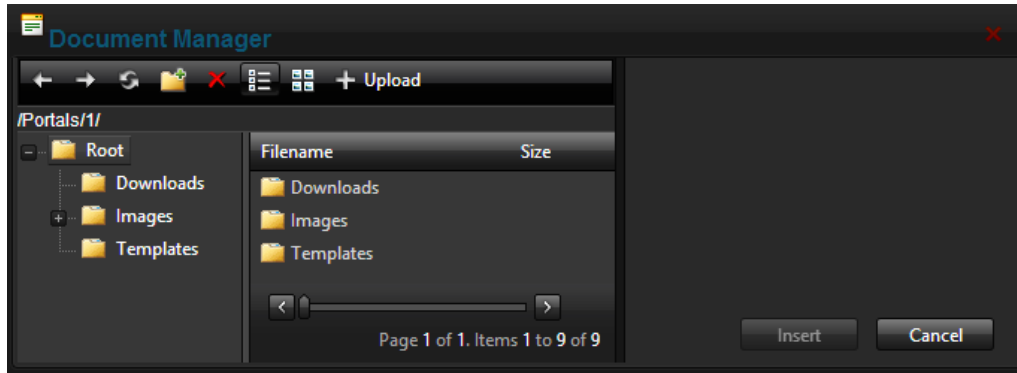 Document Manager
Upload
/Portals/1/
Root
Downloads
Images
Templates
Filename Size
Downloads
Images
Templates
Page 1 of 1. Items 1 to 9 of 9
Insert Cancel